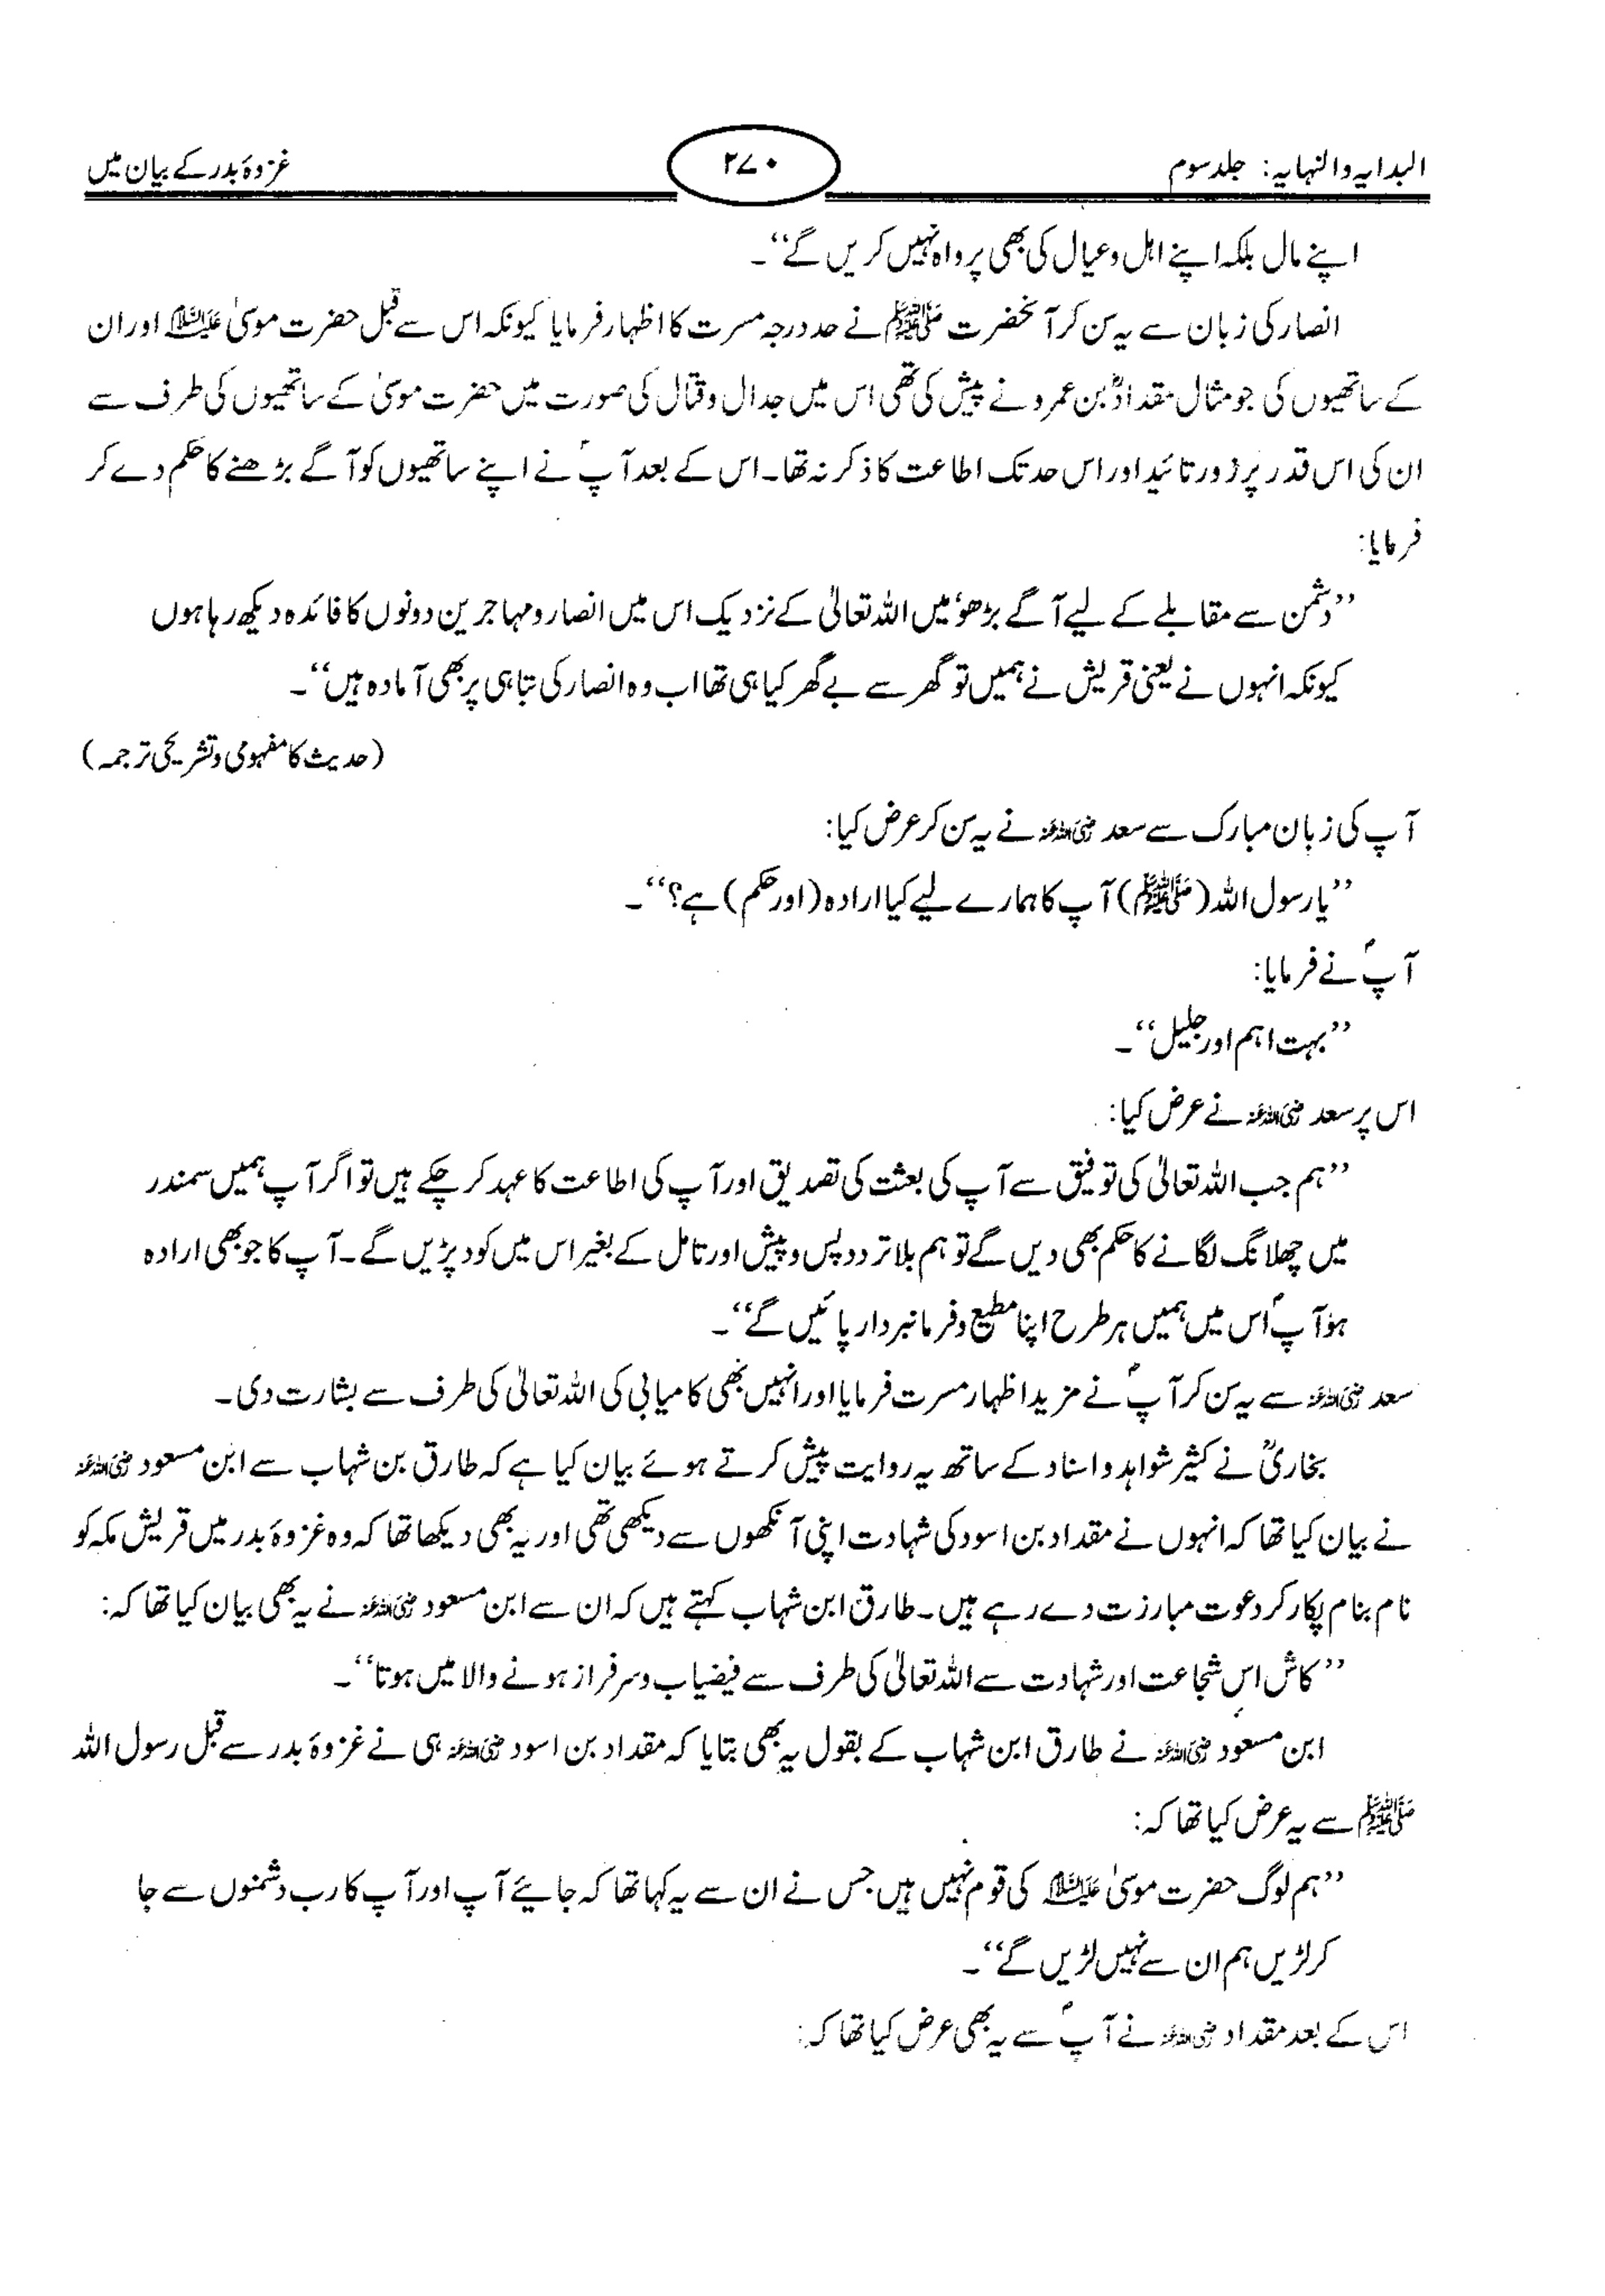 البدایہ والنہایہ: جلد سوم
۲۷۰
غزوۂ بدر کے بیان میں
اپنے مال بلکہ اپنے اہل وعیال کی بھی پرواہ نہیں کریں گے‘‘۔
انصار کی زبان سے یہ سن کر آنحضرت ﷺ نے حد درجہ مسرت کا اظہار فرمایا کیونکہ اس سے قبل حضرت موسیٰ علیہ السلام اور ان
کے ساتھیوں کی جو مثال مقدادؓ بن عمرو نے پیش کی تھی اس میں جدال وقتال کی صورت میں حضرت موسیٰ کے ساتھیوں کی طرف سے
ان کی اس قدر پر زور تائید اور اس حد تک اطاعت کا ذکر نہ تھا۔ اس کے بعد آپؐ نے اپنے ساتھیوں کو آگے بڑھنے کا حکم دے کر
فرمایا:
’’دشمن سے مقابلے کے لیے آگے بڑھو‘ میں اللہ تعالیٰ کے نزدیک اس میں انصار ومہاجرین دونوں کا فائدہ دیکھ رہا ہوں
کیونکہ انہوں نے یعنی قریش نے ہمیں تو گھر سے بے گھر کیا ہی تھا اب وہ انصار کی تباہی پر بھی آمادہ ہیں‘‘۔
(حدیث کا مفہومی وتشریحی ترجمہ)
آپ کی زبان مبارک سے سعد رضی اللہ عنہ نے یہ سن کر عرض کیا:
’’یا رسول اللہ (ﷺ) آپ کا ہمارے لیے کیا ارادہ (اور حکم) ہے؟‘‘۔
آپؐ نے فرمایا:
’’بہت اہم اور جلیل‘‘۔
اس پر سعد رضی اللہ عنہ نے عرض کیا:
’’ہم جب اللہ تعالیٰ کی توفیق سے آپ کی بعثت کی تصدیق اور آپ کی اطاعت کا عہد کر چکے ہیں تو اگر آپ ہمیں سمندر
میں چھلانگ لگانے کا حکم بھی دیں گے تو ہم بلا تردد پس وپیش اور تامل کے بغیر اس میں کود پڑیں گے۔ آپ کا جو بھی ارادہ
ہو‘ آپؐ اس میں ہمیں ہر طرح اپنا مطیع وفرمانبردار پائیں گے‘‘۔
سعد رضی اللہ عنہ سے یہ سن کر آپؐ نے مزید اظہار مسرت فرمایا اور انہیں بھی کامیابی کی اللہ تعالیٰ کی طرف سے بشارت دی۔
بخاریؒ نے کثیر شواہد واسناد کے ساتھ یہ روایت پیش کرتے ہوئے بیان کیا ہے کہ طارق بن شہاب سے ابن مسعود رضی اللہ عنہ
نے بیان کیا تھا کہ انہوں نے مقداد بن اسود کی شہادت اپنی آنکھوں سے دیکھی تھی اور یہ بھی دیکھا تھا کہ وہ غزوۂ بدر میں قریش مکہ کو
نام بنام پکار کر دعوت مبارزت دے رہے ہیں۔ طارق ابن شہاب کہتے ہیں کہ ان سے ابن مسعود رضی اللہ عنہ نے یہ بھی بیان کیا تھا کہ:
’’کاش اس شجاعت اور شہادت سے اللہ تعالیٰ کی طرف سے فیضیاب وسرفراز ہونے والا میں ہوتا‘‘۔
ابن مسعود رضی اللہ عنہ نے طارق ابن شہاب کے بقول یہ بھی بتایا کہ مقداد بن اسود رضی اللہ عنہ ہی نے غزوۂ بدر سے قبل رسول اللہ
ﷺ سے یہ عرض کیا تھا کہ:
’’ہم لوگ حضرت موسیٰ علیہ السلام کی قوم نہیں ہیں جس نے ان سے یہ کہا تھا کہ جایئے آپ اور آپ کا رب دشمنوں سے جا
کر لڑیں ہم ان سے نہیں لڑیں گے‘‘۔
اس کے بعد مقداد رضی اللہ عنہ نے آپؐ سے یہ بھی عرض کیا تھا کہ: